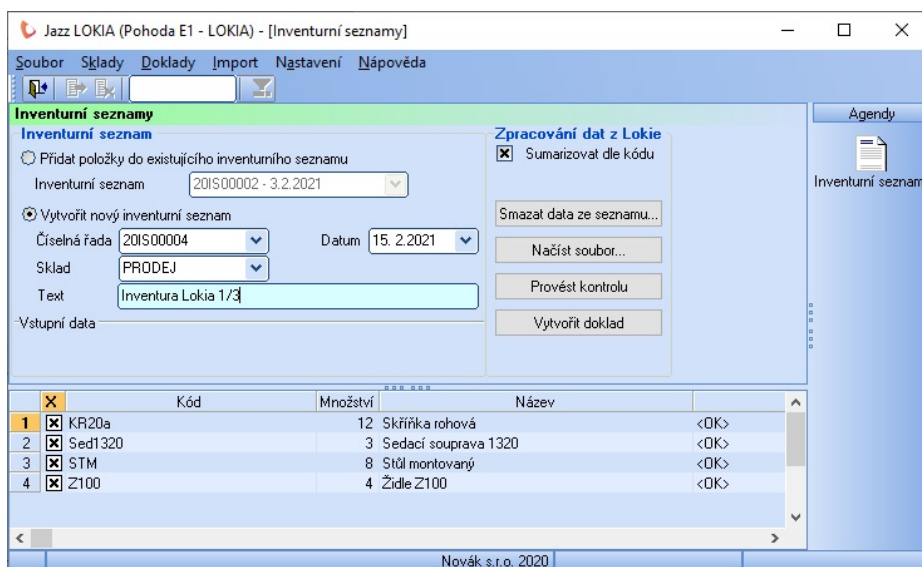 Jazz LOKIA (Pohoda E1 - LOKIA) - [Inventurní seznamy]
Soubor Sklady Doklady Import Nastavení Nápověda
Inventurní seznamy
Agendy
Inventurní seznam
Inventurní seznam
Přidat položky do existujícího inventurního seznamu
Inventurní seznam 20IS00002 - 3.2.2021
Vytvořit nový inventurní seznam
Číselná řada 20IS00004 Datum 15. 2.2021
Sklad PRODEJ
Text Inventura Lokia 1/3
Vstupní data
Zpracování dat z Lokie
Sumarizovat dle kódu
Smazat data ze seznamu...
Načíst soubor...
Provést kontrolu
Vytvořit doklad
X Kód Množství Název
1 KR20a 12 Skříňka rohová <OK>
2 Sed1320 3 Sedací souprava 1320 <OK>
3 STM 8 Stůl montovaný <OK>
4 Z100 4 Židle Z100 <OK>
Novák s.r.o. 2020